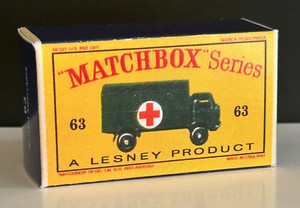 "MATCHBOX" Series
63
63
A LESNEY PRODUCT